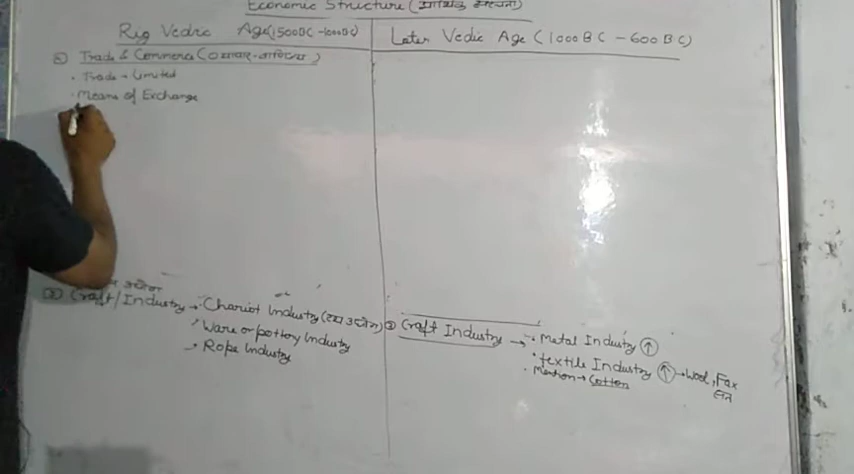 Economic Structure (आर्थिक संरचना)
Rig Vedic Age (1500BC-1000BC)
Later Vedic Age (1000BC - 600BC)
Trade & Commerce (व्यापार-वाणिज्य)
• Trade → Limited
• Means of Exchange
उद्योग
Craft/Industry → • Chariot Industry (रथ उद्योग)
• Ware or pottery Industry
• Rope Industry
Craft Industry → • Metal Industry ↑
• textile Industry ↑ → Wool, Fax
• Mention → Cotton